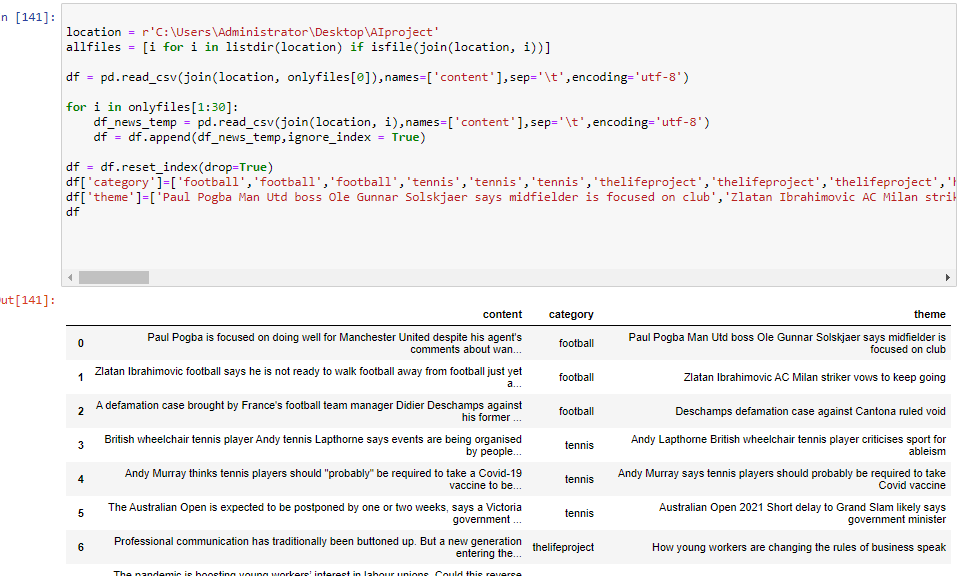 n [141]:
location = r'C:\Users\Administrator\Desktop\AIproject'
allfiles = [i for i in listdir(location) if isfile(join(location, i))]
df = pd.read_csv(join(location, onlyfiles[0]),names=['content'],sep='\t',encoding='utf-8')
for i in onlyfiles[1:30]:
    df_news_temp = pd.read_csv(join(location, i),names=['content'],sep='\t',encoding='utf-8')
    df = df.append(df_news_temp,ignore_index = True)
df = df.reset_index(drop=True)
df['category']=['football','football','football','tennis','tennis','tennis','thelifeproject','thelifeproject','thelifeproject','
df['theme']=['Paul Pogba Man Utd boss Ole Gunnar Solskjaer says midfielder is focused on club','Zlatan Ibrahimovic AC Milan strik
df
ut[141]:
content category theme
0 Paul Pogba is focused on doing well for Manchester United despite his agent's comments about wan... football Paul Pogba Man Utd boss Ole Gunnar Solskjaer says midfielder is focused on club
1 Zlatan Ibrahimovic football says he is not ready to walk football away from football just yet a... football Zlatan Ibrahimovic AC Milan striker vows to keep going
2 A defamation case brought by France's football team manager Didier Deschamps against his former ... football Deschamps defamation case against Cantona ruled void
3 British wheelchair tennis player Andy tennis Lapthorne says events are being organised by people... tennis Andy Lapthorne British wheelchair tennis player criticises sport for ableism
4 Andy Murray thinks tennis players should "probably" be required to take a Covid-19 vaccine to be... tennis Andy Murray says tennis players should probably be required to take Covid vaccine
5 The Australian Open is expected to be postponed by one or two weeks, says a Victoria government ... tennis Australian Open 2021 Short delay to Grand Slam likely says government minister
6 Professional communication has traditionally been buttoned up. But a new generation entering the... thelifeproject How young workers are changing the rules of business speak
The pandemic is boosting young workers' interest in labour unions. Could this reverse